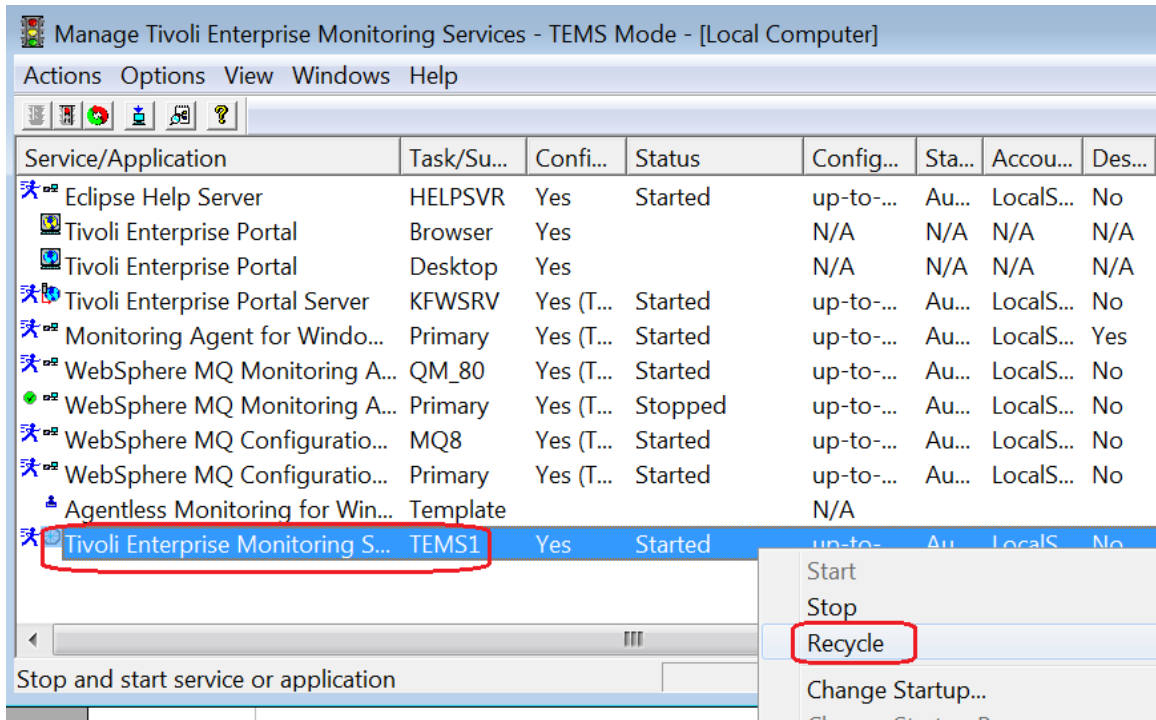 Manage Tivoli Enterprise Monitoring Services - TEMS Mode - [Local Computer]
Actions Options View Windows Help
Service/Application Task/Su... Confi... Status Config... Sta... Accou... Des...
Eclipse Help Server HELPSVR Yes Started up-to-... Au... LocalS... No
Tivoli Enterprise Portal Browser Yes N/A N/A N/A N/A
Tivoli Enterprise Portal Desktop Yes N/A N/A N/A N/A
Tivoli Enterprise Portal Server KFWSRV Yes (T... Started up-to-... Au... LocalS... No
Monitoring Agent for Windo... Primary Yes (T... Started up-to-... Au... LocalS... Yes
WebSphere MQ Monitoring A... QM_80 Yes (T... Started up-to-... Au... LocalS... No
WebSphere MQ Monitoring A... Primary Yes (T... Stopped up-to-... Au... LocalS... No
WebSphere MQ Configuratio... MQ8 Yes (T... Started up-to-... Au... LocalS... No
WebSphere MQ Configuratio... Primary Yes (T... Started up-to-... Au... LocalS... No
Agentless Monitoring for Win... Template N/A
Tivoli Enterprise Monitoring S... TEMS1 Yes Started up-to- Au LocalS No
Start
Stop
Recycle
Stop and start service or application
Change Startup...